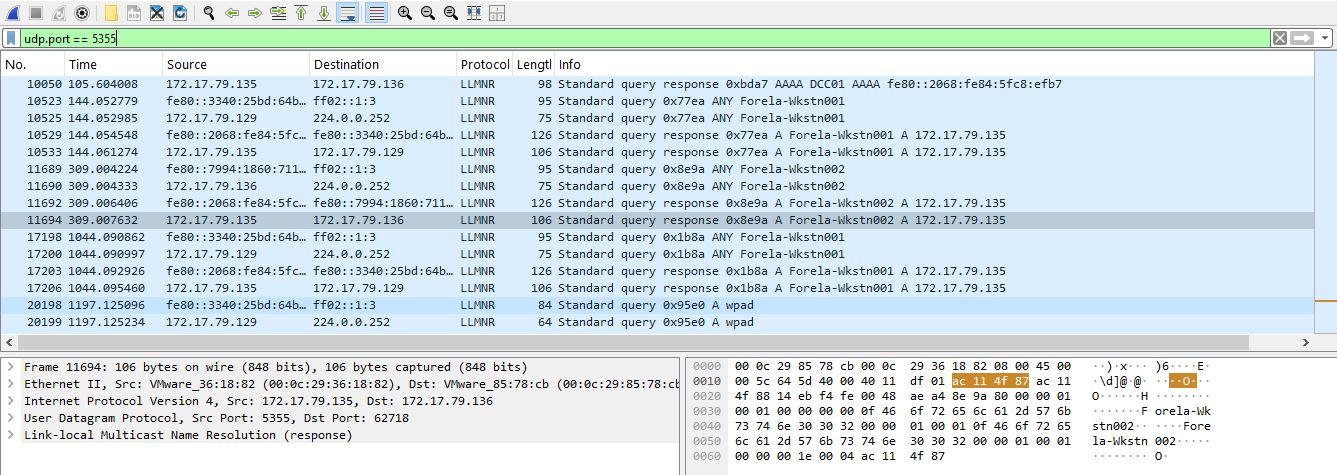 udp.port == 5355
No. Time Source Destination Protocol Lengtl Info
10050 105.604008 172.17.79.135 172.17.79.136 LLMNR 98 Standard query response 0xbda7 AAAA DCC01 AAAA fe80::2068:fe84:5fc8:efb7
10523 144.052779 fe80::3340:25bd:64b… ff02::1:3 LLMNR 95 Standard query 0x77ea ANY Forela-Wkstn001
10525 144.052985 172.17.79.129 224.0.0.252 LLMNR 75 Standard query 0x77ea ANY Forela-Wkstn001
10529 144.054548 fe80::2068:fe84:5fc… fe80::3340:25bd:64b… LLMNR 126 Standard query response 0x77ea A Forela-Wkstn001 A 172.17.79.135
10533 144.061274 172.17.79.135 172.17.79.129 LLMNR 106 Standard query response 0x77ea A Forela-Wkstn001 A 172.17.79.135
11689 309.004224 fe80::7994:1860:711… ff02::1:3 LLMNR 95 Standard query 0x8e9a ANY Forela-Wkstn002
11690 309.004333 172.17.79.136 224.0.0.252 LLMNR 75 Standard query 0x8e9a ANY Forela-Wkstn002
11692 309.006406 fe80::2068:fe84:5fc… fe80::7994:1860:711… LLMNR 126 Standard query response 0x8e9a A Forela-Wkstn002 A 172.17.79.135
11694 309.007632 172.17.79.135 172.17.79.136 LLMNR 106 Standard query response 0x8e9a A Forela-Wkstn002 A 172.17.79.135
17198 1044.090862 fe80::3340:25bd:64b… ff02::1:3 LLMNR 95 Standard query 0x1b8a ANY Forela-Wkstn001
17200 1044.090997 172.17.79.129 224.0.0.252 LLMNR 75 Standard query 0x1b8a ANY Forela-Wkstn001
17203 1044.092926 fe80::2068:fe84:5fc… fe80::3340:25bd:64b… LLMNR 126 Standard query response 0x1b8a A Forela-Wkstn001 A 172.17.79.135
17206 1044.095460 172.17.79.135 172.17.79.129 LLMNR 106 Standard query response 0x1b8a A Forela-Wkstn001 A 172.17.79.135
20198 1197.125096 fe80::3340:25bd:64b… ff02::1:3 LLMNR 84 Standard query 0x95e0 A wpad
20199 1197.125234 172.17.79.129 224.0.0.252 LLMNR 64 Standard query 0x95e0 A wpad
Frame 11694: 106 bytes on wire (848 bits), 106 bytes captured (848 bits)
Ethernet II, Src: VMware_36:18:82 (00:0c:29:36:18:82), Dst: VMware_85:78:cb (00:0c:29:85:78:cb
Internet Protocol Version 4, Src: 172.17.79.135, Dst: 172.17.79.136
User Datagram Protocol, Src Port: 5355, Dst Port: 62718
Link-local Multicast Name Resolution (response)
0000 00 0c 29 85 78 cb 00 0c 29 36 18 82 08 00 45 00 ··)·x··· )6····E·
0010 00 5c 64 5d 40 00 40 11 df 01 ac 11 4f 87 ac 11 ·\d]@·@· ····O···
0020 4f 88 14 eb f4 fe 00 48 ae a4 8e 9a 80 00 00 01 O······H ········
0030 00 01 00 00 00 00 0f 46 6f 72 65 6c 61 2d 57 6b ·······F orela-Wk
0040 73 74 6e 30 30 32 00 00 01 00 01 0f 46 6f 72 65 stn002·· ····Fore
0050 6c 61 2d 57 6b 73 74 6e 30 30 32 00 00 01 00 01 la-Wkstn 002·····
0060 00 00 00 1e 00 04 ac 11 4f 87 ········ O·